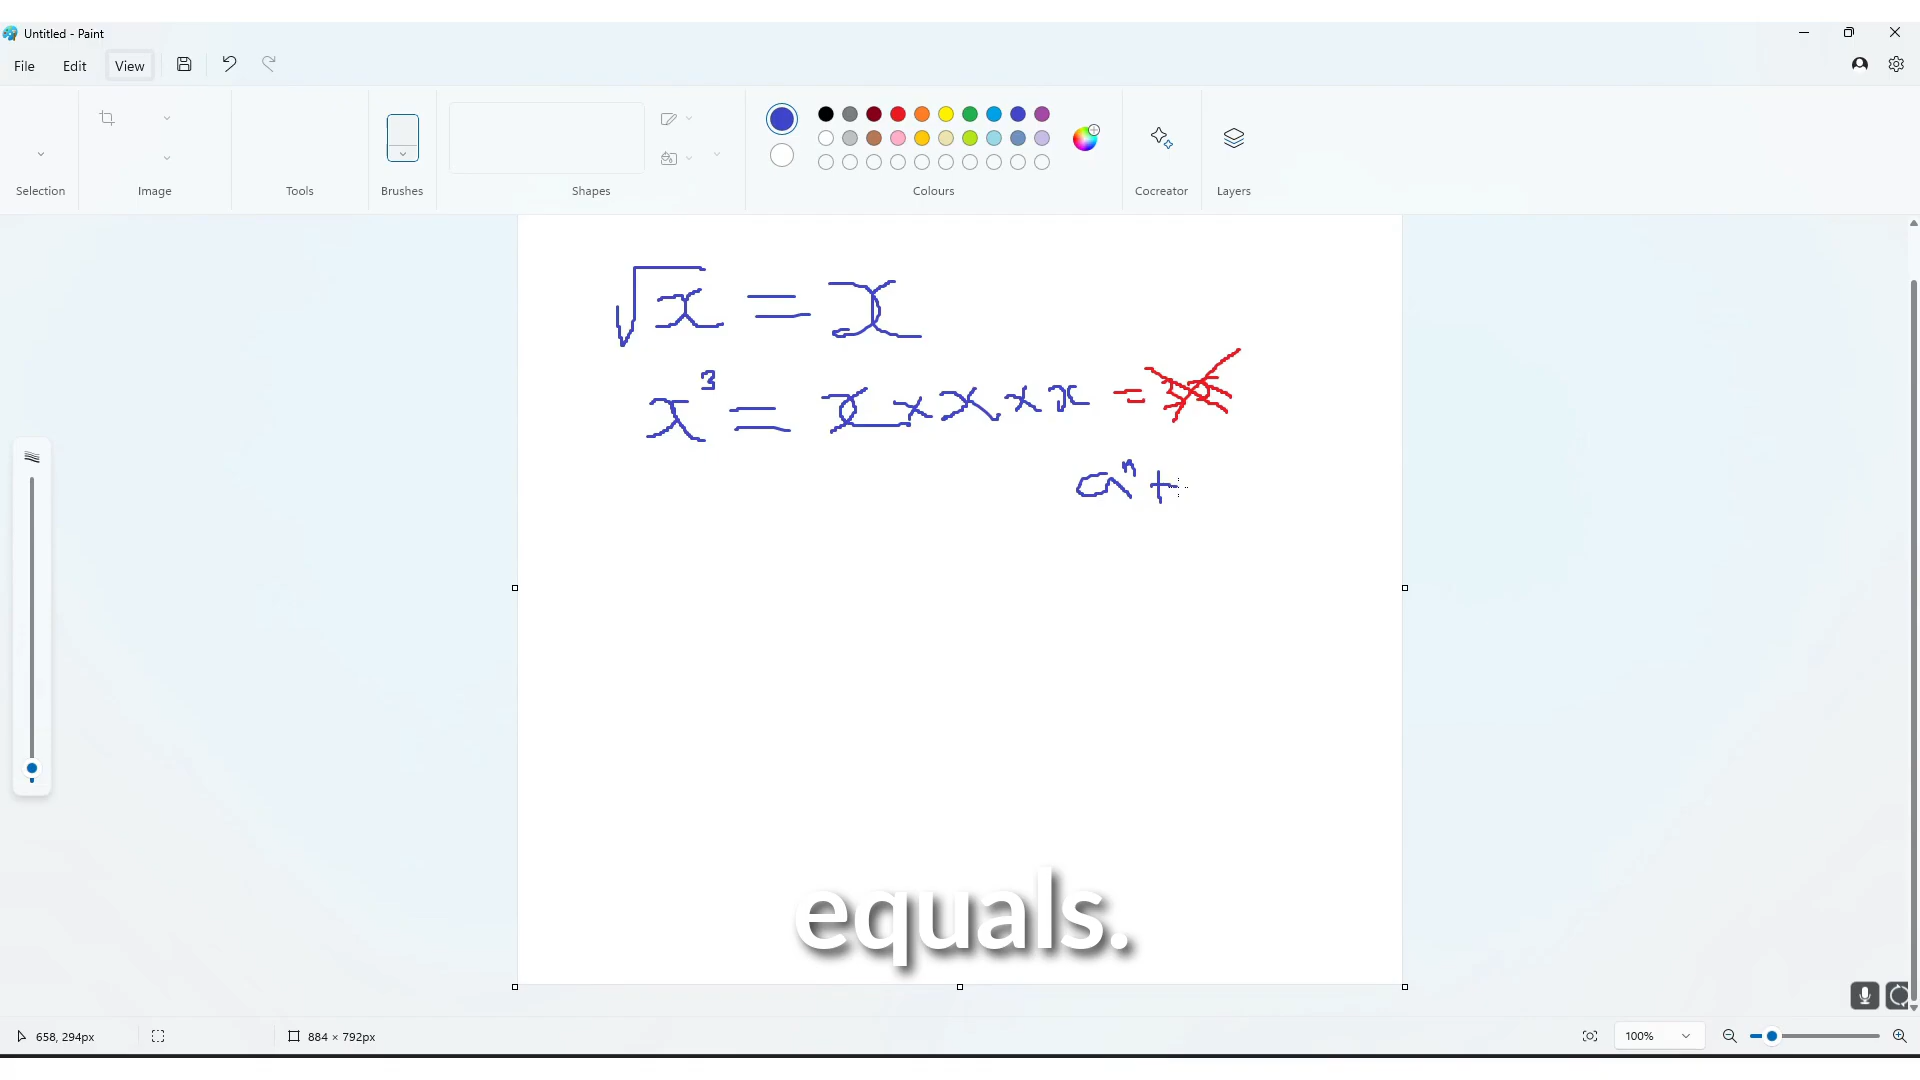 Untitled - Paint
File Edit View
Selection Image Tools Brushes Shapes Colours Cocreator Layers
√x = x
x³ = x × x × x =
aⁿ +
equals.
658, 294px 884 × 792px 100%